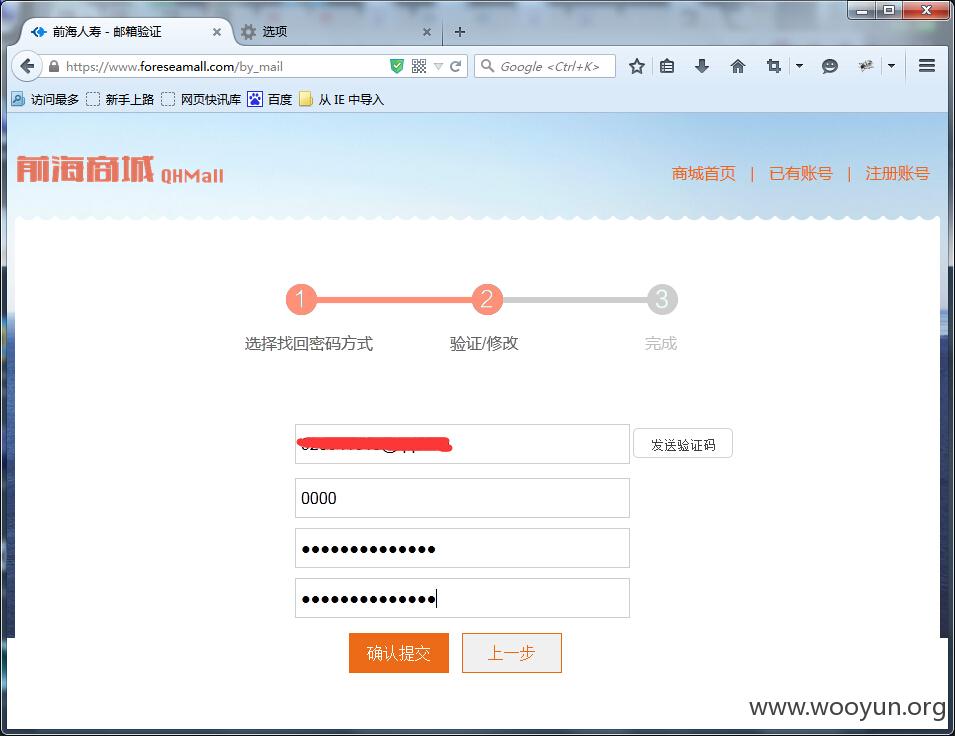 前海人寿 - 邮箱验证
选项
https://www.foreseamall.com/by_mail
Google <Ctrl+K>
访问最多 新手上路 网页快讯库 百度 从 IE 中导入
前海商城 QHMall
商城首页 | 已有账号 | 注册账号
1 2 3
选择找回密码方式 验证/修改 完成
发送验证码
0000
确认提交 上一步
www.wooyun.org